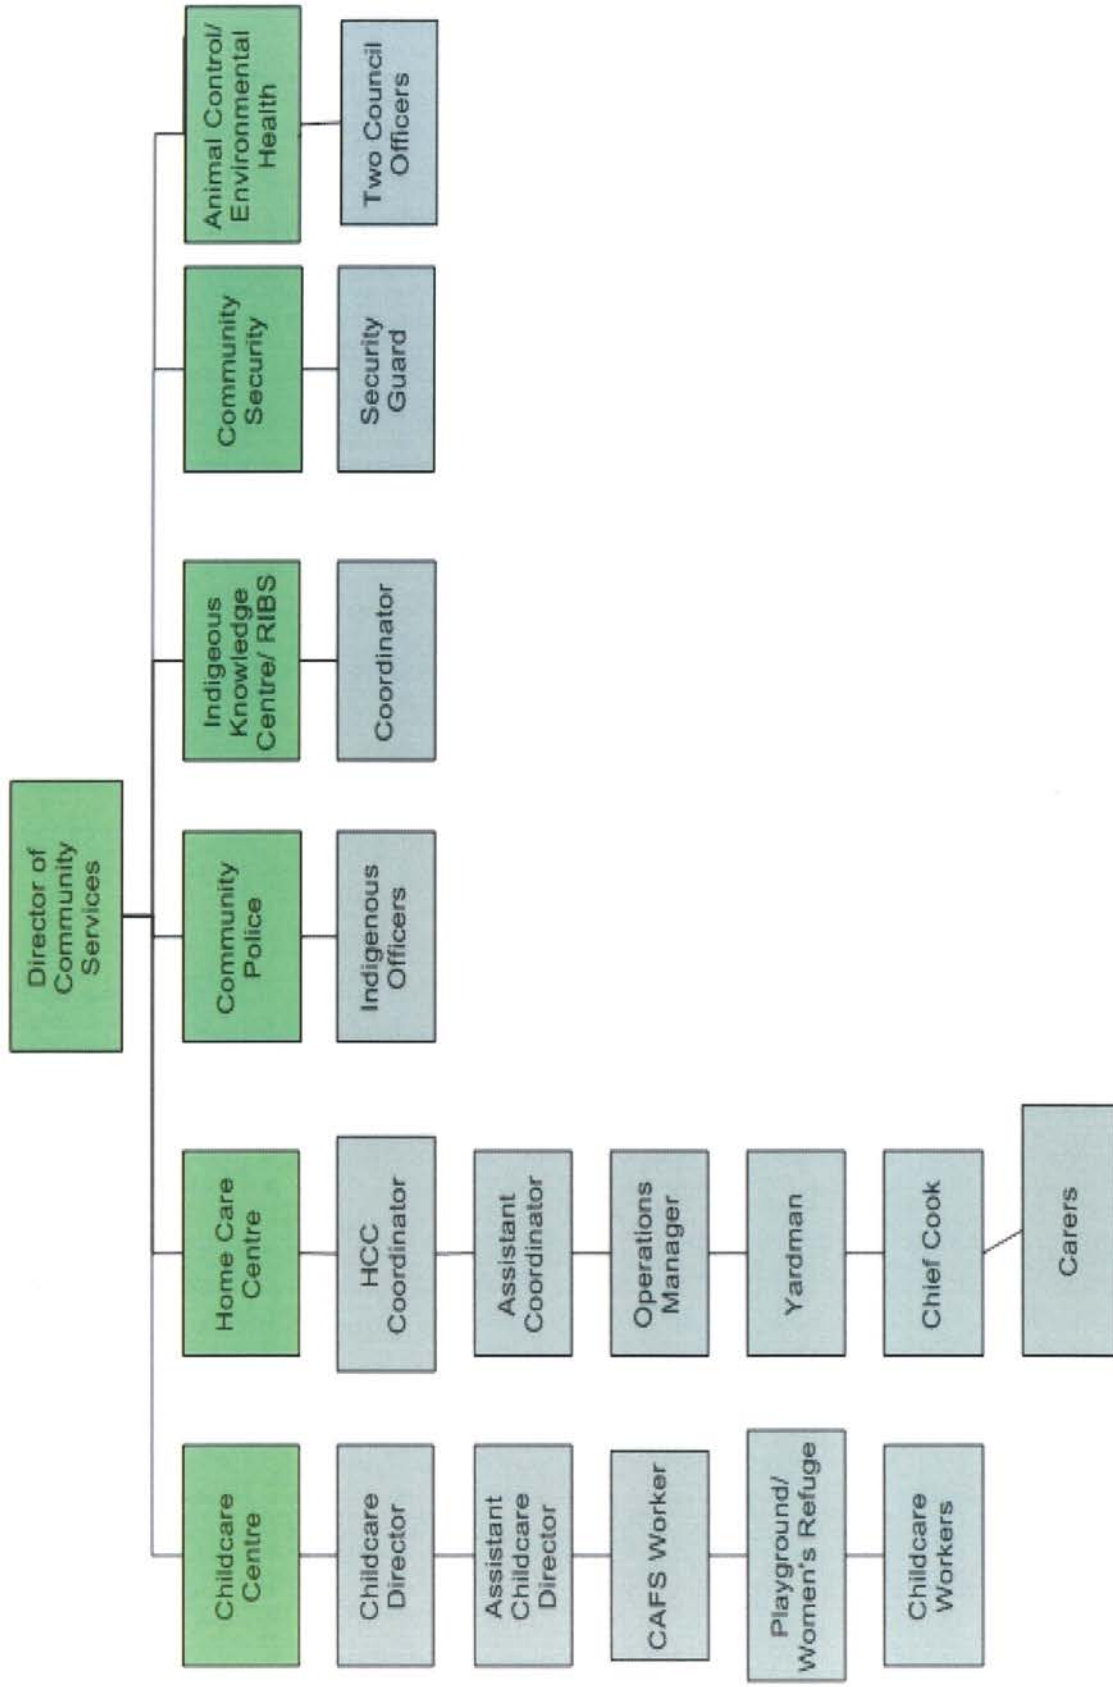 Director of
Community
Services
Childcare
Centre
Home Care
Centre
Community
Police
Indigeous
Knowledge
Centre/ RIBS
Community
Security
Animal Control/
Environmental
Health
Childcare
Director
HCC
Coordinator
Indigenous
Officers
Coordinator
Security
Guard
Two Council
Officers
Assistant
Childcare
Director
Assistant
Coordinator
CAFS Worker
Operations
Manager
Playground/
Women's Refuge
Yardman
Childcare
Workers
Chief Cook
Carers